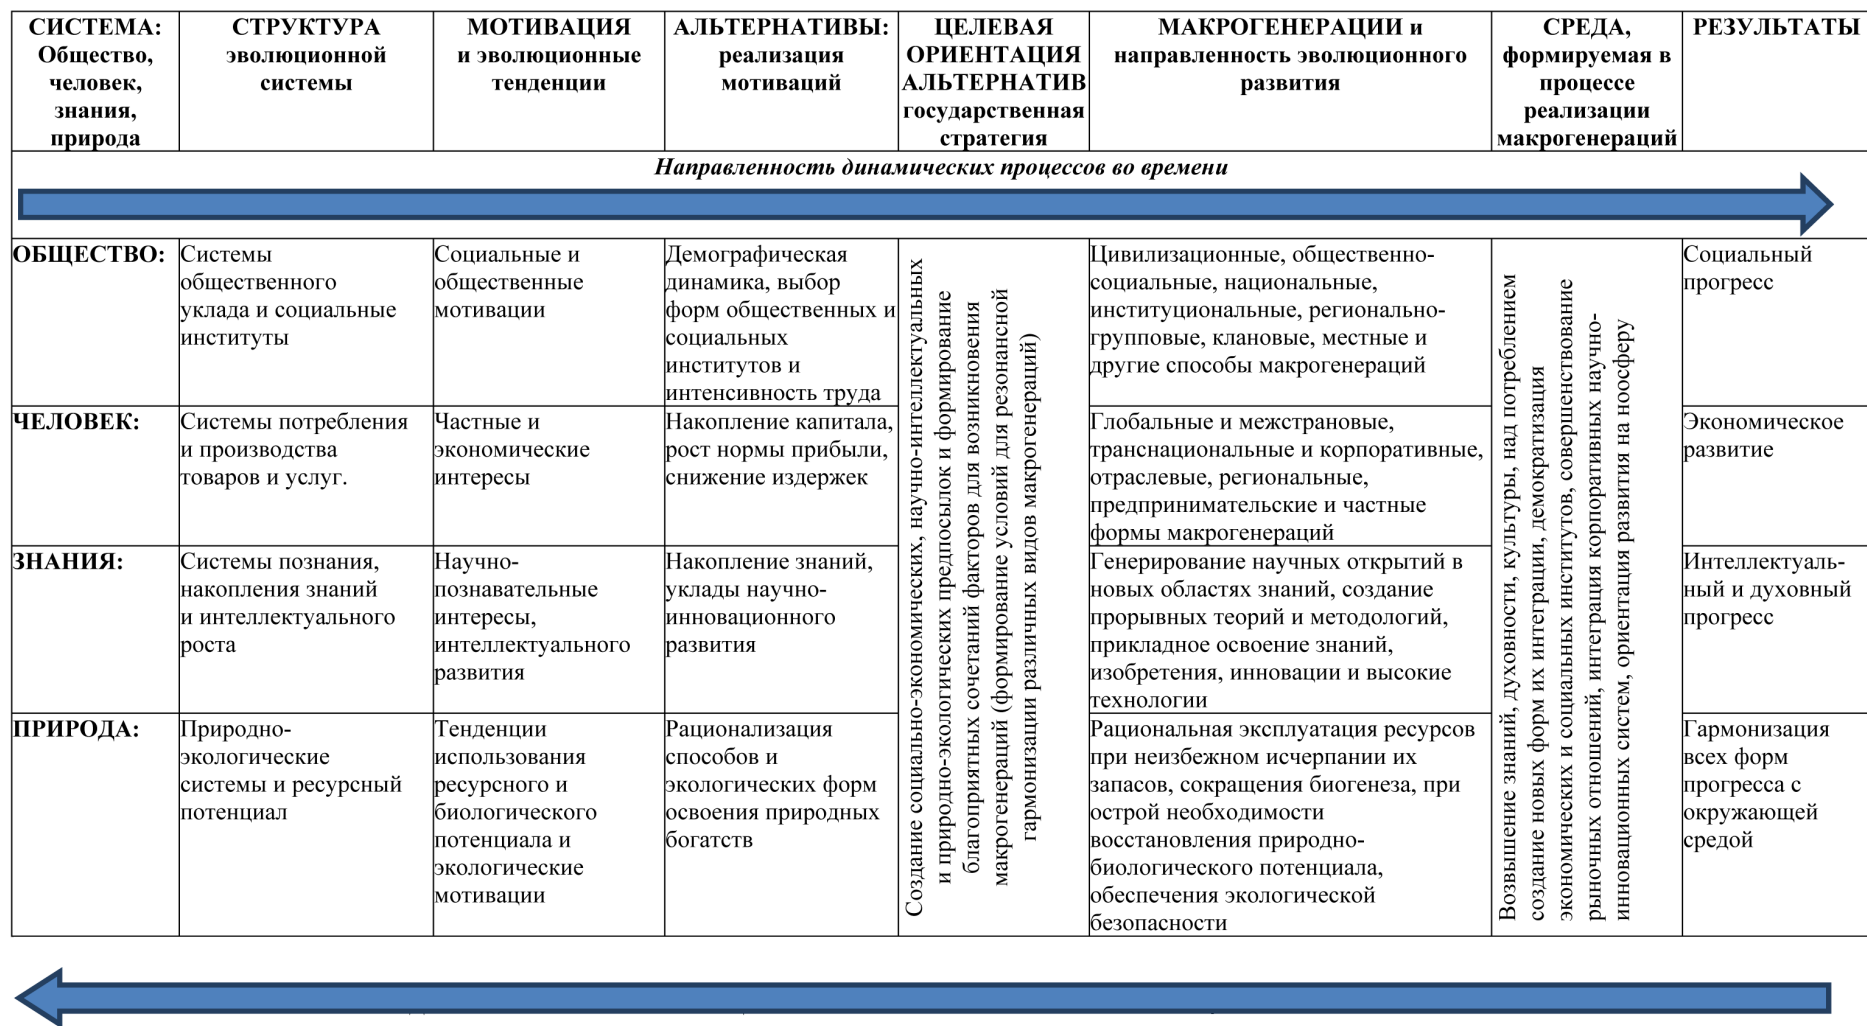 СИСТЕМА:
Общество,
человек,
знания,
природа
СТРУКТУРА
эволюционной
системы
МОТИВАЦИЯ
и эволюционные
тенденции
АЛЬТЕРНАТИВЫ:
реализация
мотиваций
ЦЕЛЕВАЯ
ОРИЕНТАЦИЯ
АЛЬТЕРНАТИВ
государственная
стратегия
МАКРОГЕНЕРАЦИИ и
направленность эволюционного
развития
СРЕДА,
формируемая в
процессе
реализации
макрогенераций
РЕЗУЛЬТАТЫ
Направленность динамических процессов во времени
ОБЩЕСТВО:
Системы
общественного
уклада и социальные
институты
Социальные и
общественные
мотивации
Демографическая
динамика, выбор
форм общественных и
социальных
институтов и
интенсивность труда
Создание социально-экономических, научно-интеллектуальных
и природно-экологических предпосылок и формирование
благоприятных сочетаний факторов для возникновения
макрогенераций (формирование условий для резонансной
гармонизации различных видов макрогенераций)
Цивилизационные, общественно-
социальные, национальные,
институциональные, регионально-
групповые, клановые, местные и
другие способы макрогенераций
Возвышение знаний, духовности, культуры, над потреблением
создание новых форм их интеграции, демократизация
экономических и социальных институтов, совершенствование
рыночных отношений, интеграция корпоративных научно-
инновационных систем, ориентация развития на ноосферу
Социальный
прогресс
ЧЕЛОВЕК:
Системы потребления
и производства
товаров и услуг.
Частные и
экономические
интересы
Накопление капитала,
рост нормы прибыли,
снижение издержек
Глобальные и межстрановые,
транснациональные и корпоративные,
отраслевые, региональные,
предпринимательские и частные
формы макрогенераций
Экономическое
развитие
ЗНАНИЯ:
Системы познания,
накопления знаний
и интеллектуального
роста
Научно-
познавательные
интересы,
интеллектуального
развития
Накопление знаний,
уклады научно-
инновационного
развития
Генерирование научных открытий в
новых областях знаний, создание
прорывных теорий и методологий,
прикладное освоение знаний,
изобретения, инновации и высокие
технологии
Интеллектуаль-
ный и духовный
прогресс
ПРИРОДА:
Природно-
экологические
системы и ресурсный
потенциал
Тенденции
использования
ресурсного и
биологического
потенциала и
экологические
мотивации
Рационализация
способов и
экологических форм
освоения природных
богатств
Рациональная эксплуатация ресурсов
при неизбежном исчерпании их
запасов, сокращения биогенеза, при
острой необходимости
восстановления природно-
биологического потенциала,
обеспечения экологической
безопасности
Гармонизация
всех форм
прогресса с
окружающей
средой